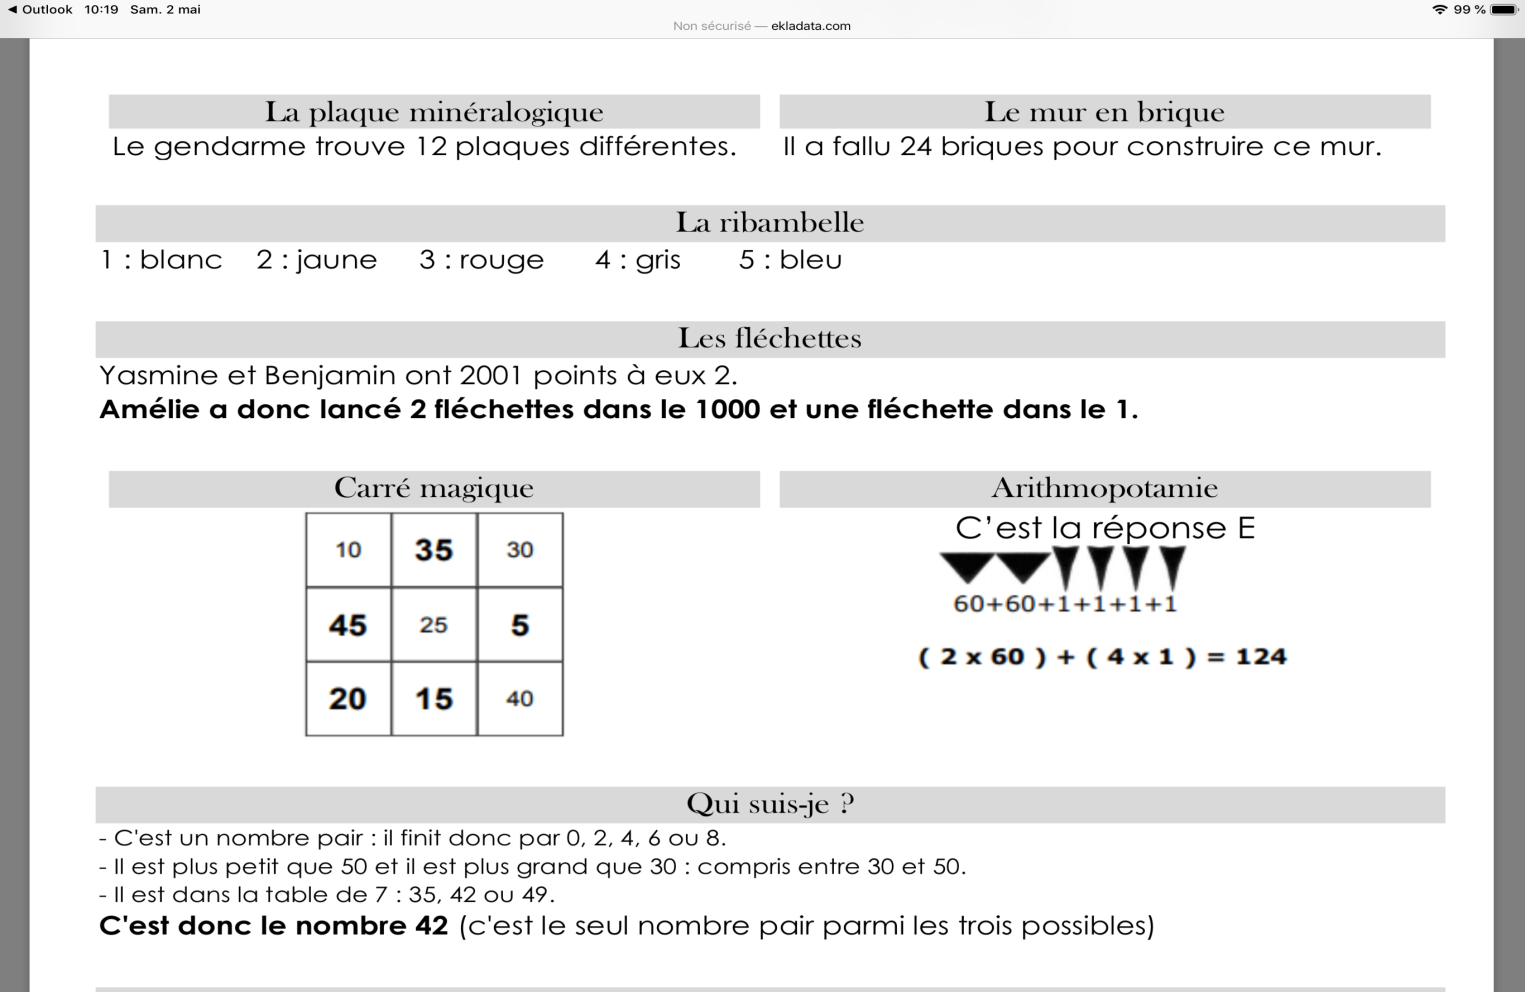 Outlook 10:19 Sam. 2 mai
99 %
Non sécurisé — ekladata.com
La plaque minéralogique
Le gendarme trouve 12 plaques différentes.
Le mur en brique
Il a fallu 24 briques pour construire ce mur.
La ribambelle
1 : blanc 2 : jaune 3 : rouge 4 : gris 5 : bleu
Les fléchettes
Yasmine et Benjamin ont 2001 points à eux 2.
Amélie a donc lancé 2 fléchettes dans le 1000 et une fléchette dans le 1.
Carré magique
10 35 30
45 25 5
20 15 40
Arithmopotamie
C’est la réponse E
60+60+1+1+1+1
( 2 x 60 ) + ( 4 x 1 ) = 124
Qui suis-je ?
- C'est un nombre pair : il finit donc par 0, 2, 4, 6 ou 8.
- Il est plus petit que 50 et il est plus grand que 30 : compris entre 30 et 50.
- Il est dans la table de 7 : 35, 42 ou 49.
C'est donc le nombre 42 (c'est le seul nombre pair parmi les trois possibles)